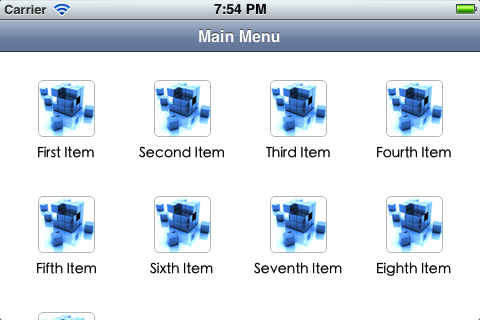 Carrier 7:54 PM
Main Menu
First Item Second Item Third Item Fourth Item
Fifth Item Sixth Item Seventh Item Eighth Item